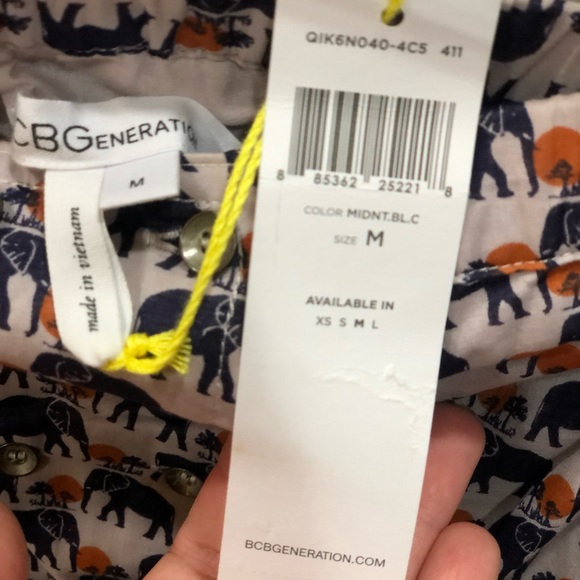 QIK6N040-4C5 411
8 85362 25221 8
COLOR MIDNT.BL.C
SIZE M
AVAILABLE IN
XS S M L
BCBGENERATION.COM
CBGENERATIO
M
made in vietnam